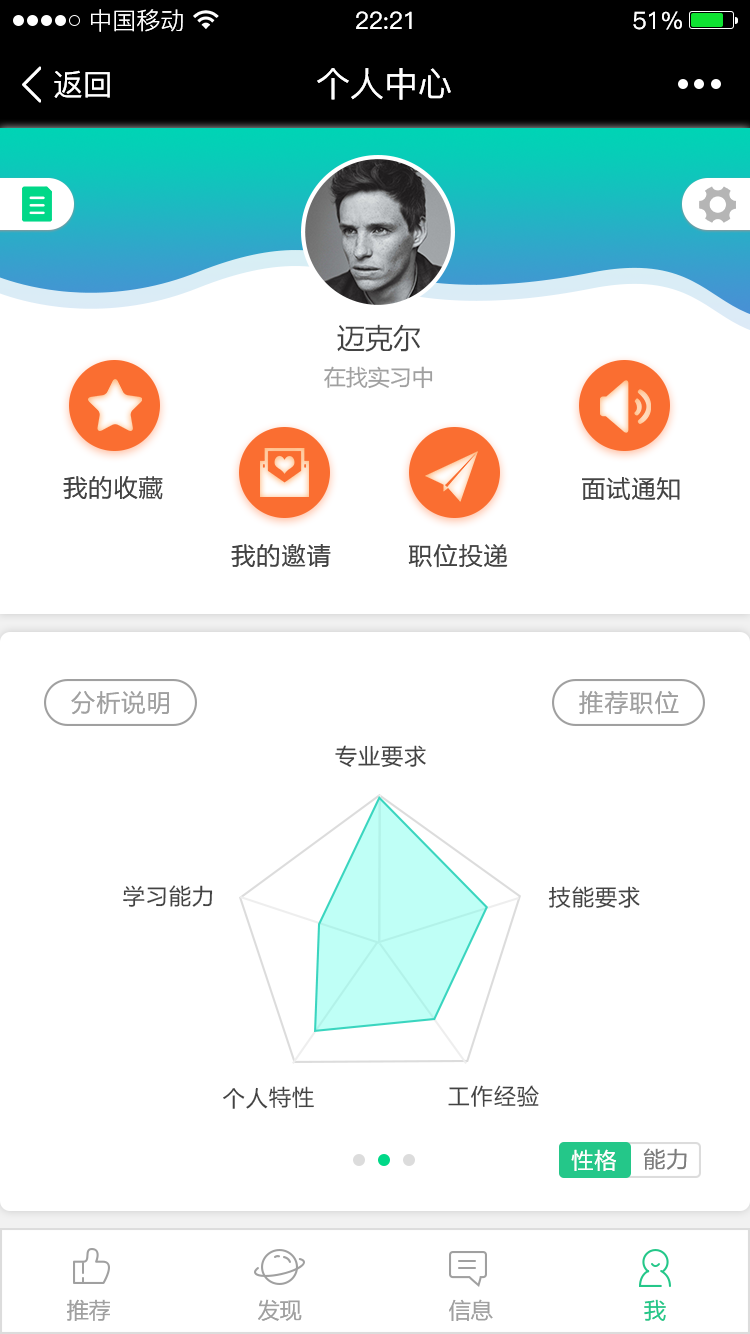 中国移动 22:21 51%
返回 个人中心
迈克尔
在找实习中
我的收藏 面试通知
我的邀请 职位投递
分析说明 推荐职位
专业要求
学习能力 技能要求
个人特性 工作经验
性格 能力
推荐 发现 信息 我